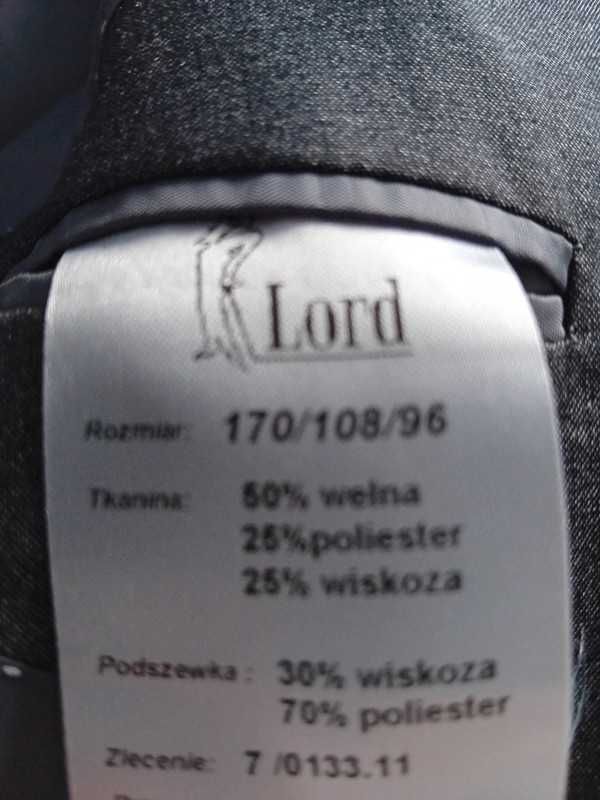 Lord
Rozmiar: 170/108/96
Tkanina: 50% wełna
25%poliester
25% wiskoza
Podszewka : 30% wiskoza
70% poliester
Zlecenie: 7 /0133.11